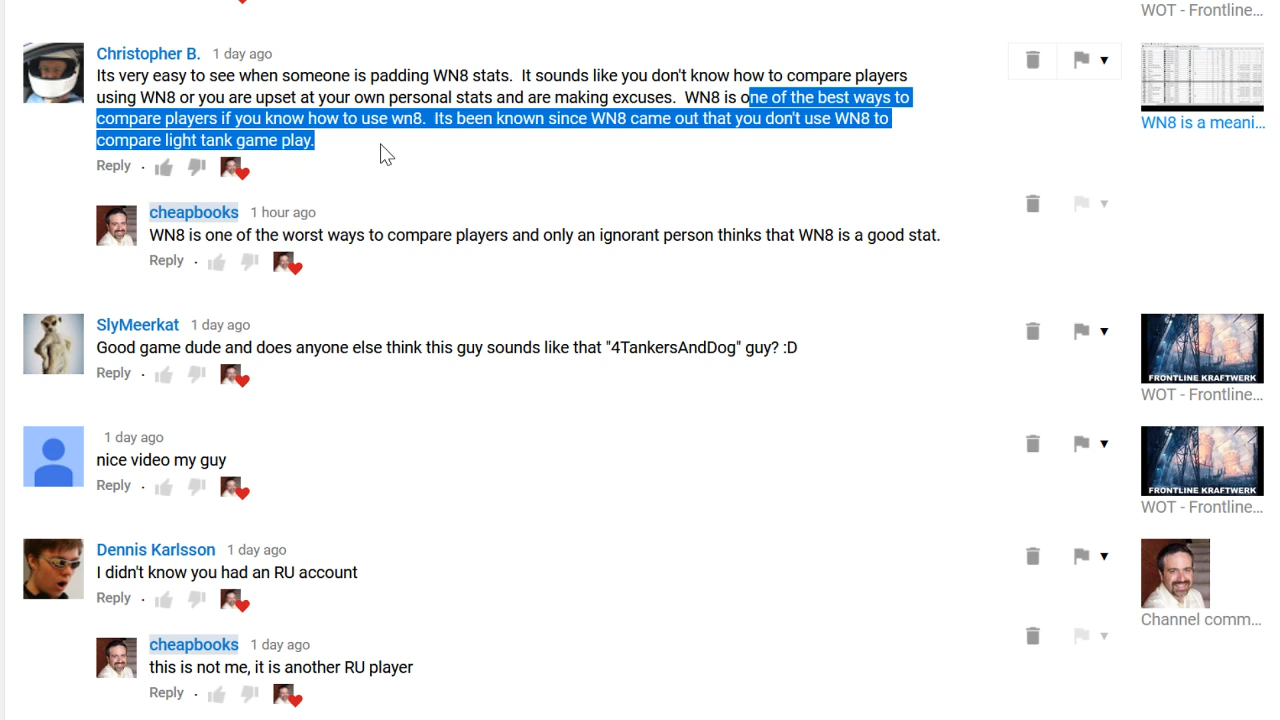 WOT - Frontline...
Christopher B. 1 day ago
Its very easy to see when someone is padding WN8 stats.  It sounds like you don't know how to compare players
using WN8 or you are upset at your own personal stats and are making excuses.  WN8 is one of the best ways to
compare players if you know how to use wn8.  Its been known since WN8 came out that you don't use WN8 to
compare light tank game play.
WN8 is a meani...
Reply ·
cheapbooks 1 hour ago
WN8 is one of the worst ways to compare players and only an ignorant person thinks that WN8 is a good stat.
Reply ·
SlyMeerkat 1 day ago
Good game dude and does anyone else think this guy sounds like that "4TankersAndDog" guy? :D
Reply ·
FRONTLINE KRAFTWERK
WOT - Frontline...
1 day ago
nice video my guy
Reply ·
FRONTLINE KRAFTWERK
WOT - Frontline...
Dennis Karlsson 1 day ago
I didn't know you had an RU account
Reply ·
Channel comm...
cheapbooks 1 day ago
this is not me, it is another RU player
Reply ·